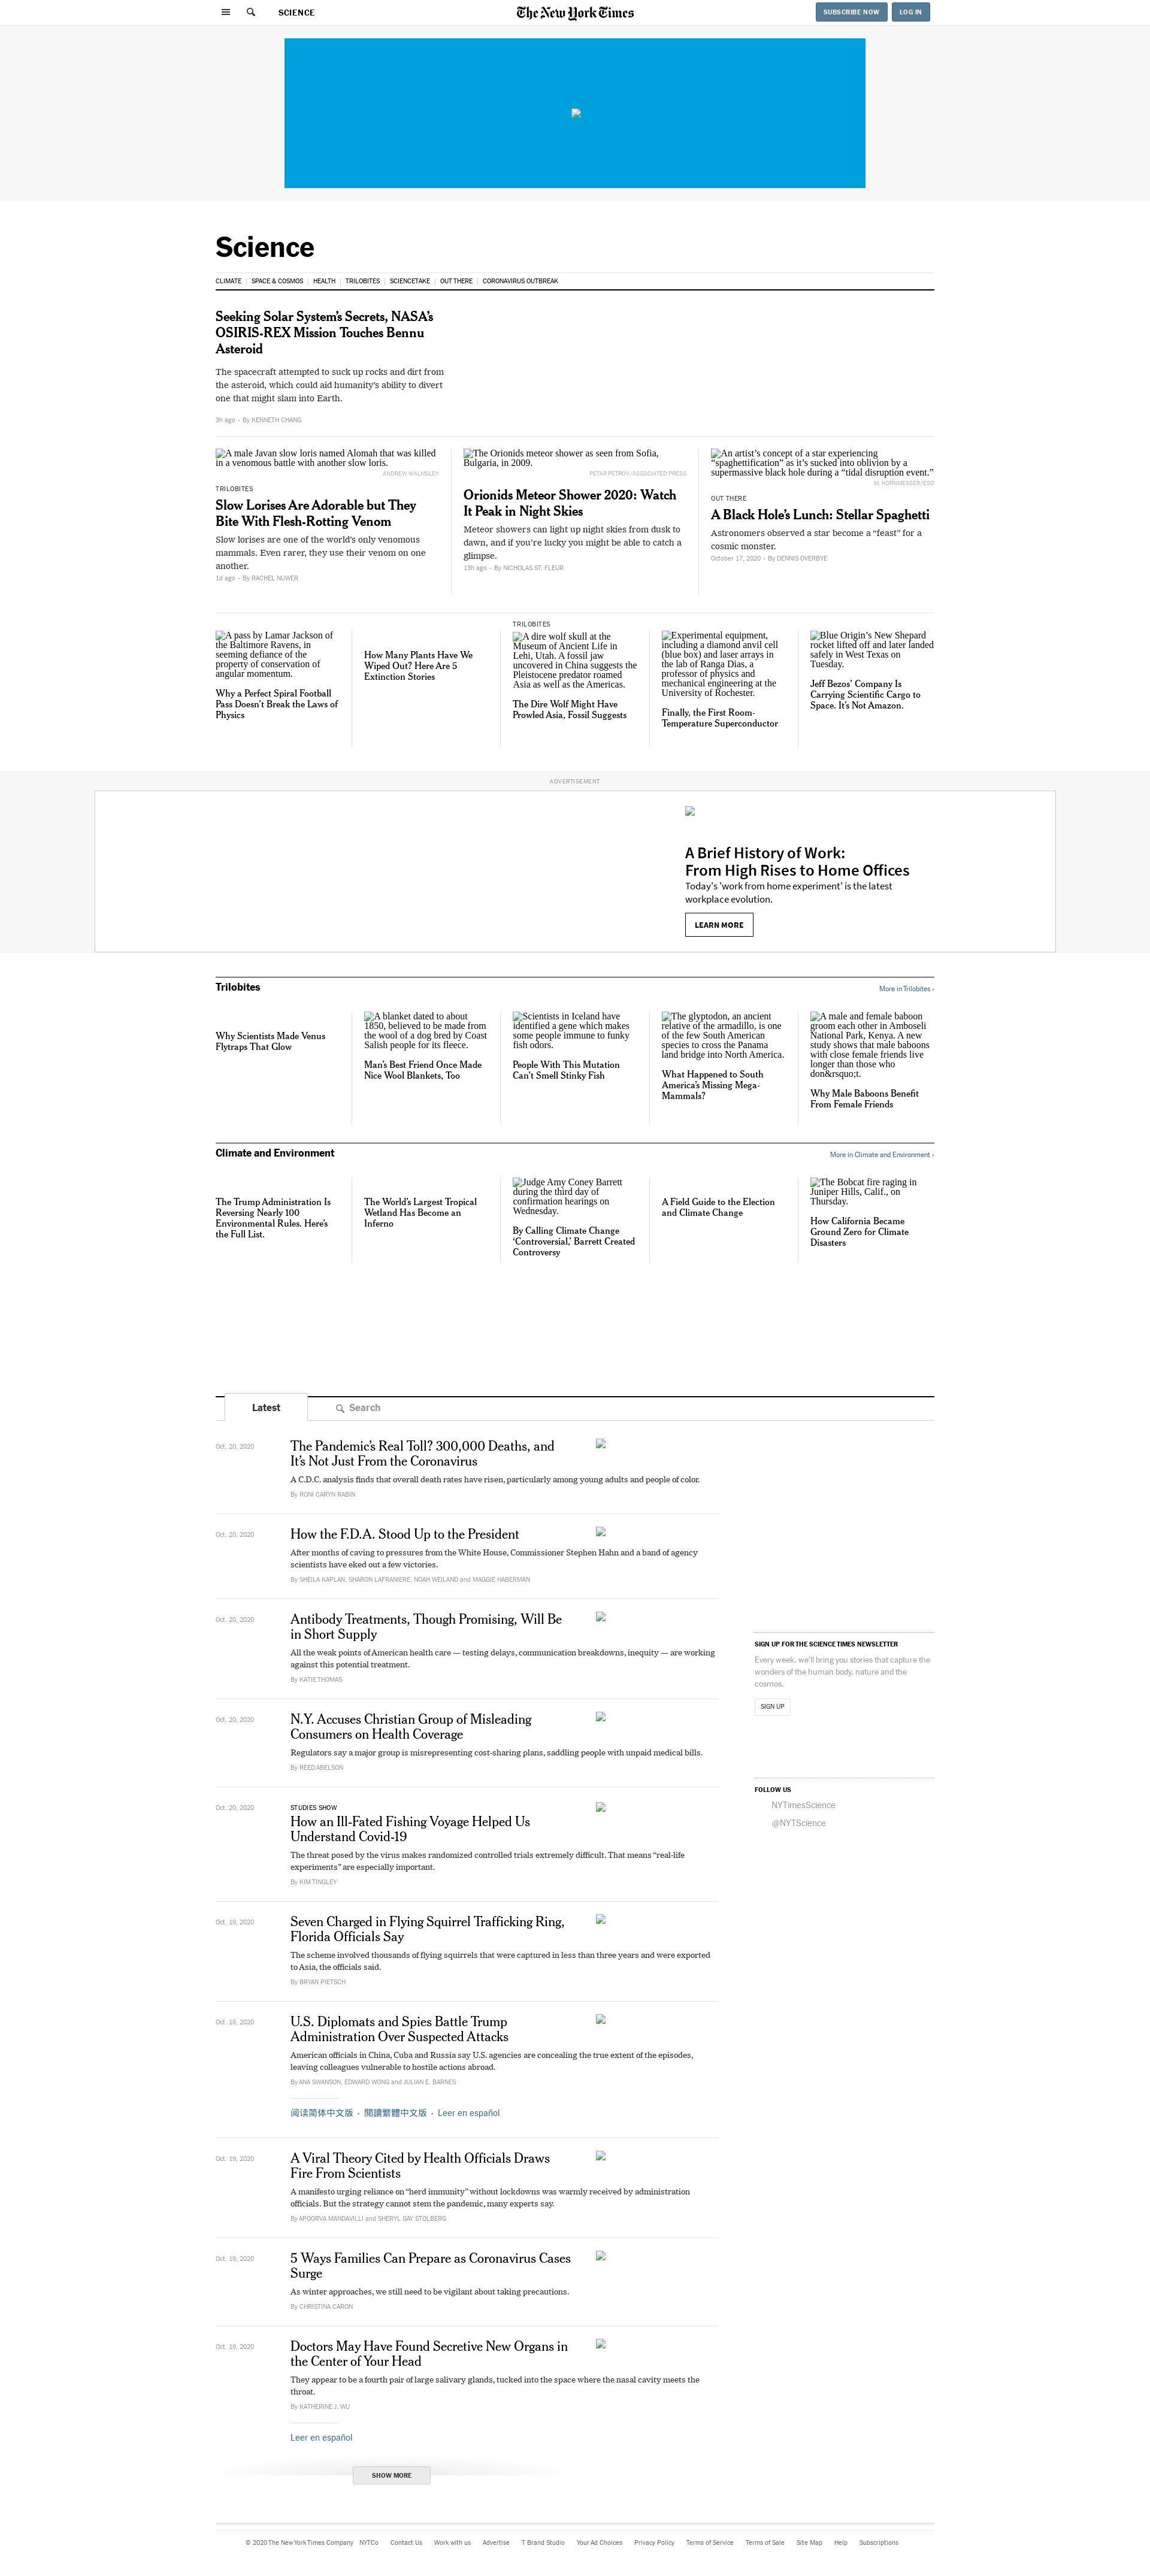 SCIENCE
The New York Times
SUBSCRIBE NOW
LOG IN
Science
CLIMATE
SPACE & COSMOS
HEALTH
TRILOBITES
SCIENCETAKE
OUT THERE
CORONAVIRUS OUTBREAK
Seeking Solar System’s Secrets, NASA’s
OSIRIS-REX Mission Touches Bennu
Asteroid
The spacecraft attempted to suck up rocks and dirt from
the asteroid, which could aid humanity’s ability to divert
one that might slam into Earth.
3h ago • By KENNETH CHANG
A male Javan slow loris named Alomah that was killed
in a venomous battle with another slow loris.
ANDREW WALMSLEY
TRILOBITES
Slow Lorises Are Adorable but They
Bite With Flesh-Rotting Venom
Slow lorises are one of the world’s only venomous
mammals. Even rarer, they use their venom on one
another.
1d ago • By RACHEL NUWER
The Orionids meteor shower as seen from Sofia,
Bulgaria, in 2009.
PETAR PETROV/ASSOCIATED PRESS
Orionids Meteor Shower 2020: Watch
It Peak in Night Skies
Meteor showers can light up night skies from dusk to
dawn, and if you’re lucky you might be able to catch a
glimpse.
13h ago • By NICHOLAS ST. FLEUR
An artist’s concept of a star experiencing
“spaghettification” as it’s sucked into oblivion by a
supermassive black hole during a “tidal disruption event.”
M. KORNMESSER/ESO
OUT THERE
A Black Hole’s Lunch: Stellar Spaghetti
Astronomers observed a star become a “feast” for a
cosmic monster.
October 17, 2020 • By DENNIS OVERBYE
A pass by Lamar Jackson of
the Baltimore Ravens, in
seeming defiance of the
property of conservation of
angular momentum.
Why a Perfect Spiral Football
Pass Doesn’t Break the Laws of
Physics
How Many Plants Have We
Wiped Out? Here Are 5
Extinction Stories
TRILOBITES
A dire wolf skull at the
Museum of Ancient Life in
Lehi, Utah. A fossil jaw
uncovered in China suggests the
Pleistocene predator roamed
Asia as well as the Americas.
The Dire Wolf Might Have
Prowled Asia, Fossil Suggests
Experimental equipment,
including a diamond anvil cell
(blue box) and laser arrays in
the lab of Ranga Dias, a
professor of physics and
mechanical engineering at the
University of Rochester.
Finally, the First Room-
Temperature Superconductor
Blue Origin’s New Shepard
rocket lifted off and later landed
safely in West Texas on
Tuesday.
Jeff Bezos’ Company Is
Carrying Scientific Cargo to
Space. It’s Not Amazon.
ADVERTISEMENT
A Brief History of Work:
From High Rises to Home Offices
Today's 'work from home experiment' is the latest
workplace evolution.
LEARN MORE
Trilobites
More in Trilobites ›
Why Scientists Made Venus
Flytraps That Glow
A blanket dated to about
1850, believed to be made from
the wool of a dog bred by Coast
Salish people for its fleece.
Man’s Best Friend Once Made
Nice Wool Blankets, Too
Scientists in Iceland have
identified a gene which makes
some people immune to funky
fish odors.
People With This Mutation
Can’t Smell Stinky Fish
The glyptodon, an ancient
relative of the armadillo, is one
of the few South American
species to cross the Panama
land bridge into North America.
What Happened to South
America’s Missing Mega-
Mammals?
A male and female baboon
groom each other in Amboseli
National Park, Kenya. A new
study shows that male baboons
with close female friends live
longer than those who
don&rsquo;t.
Why Male Baboons Benefit
From Female Friends
Climate and Environment
More in Climate and Environment ›
The Trump Administration Is
Reversing Nearly 100
Environmental Rules. Here’s
the Full List.
The World’s Largest Tropical
Wetland Has Become an
Inferno
Judge Amy Coney Barrett
during the third day of
confirmation hearings on
Wednesday.
By Calling Climate Change
‘Controversial,’ Barrett Created
Controversy
A Field Guide to the Election
and Climate Change
The Bobcat fire raging in
Juniper Hills, Calif., on
Thursday.
How California Became
Ground Zero for Climate
Disasters
Latest
Search
Oct. 20, 2020
The Pandemic’s Real Toll? 300,000 Deaths, and
It’s Not Just From the Coronavirus
A C.D.C. analysis finds that overall death rates have risen, particularly among young adults and people of color.
By RONI CARYN RABIN
Oct. 20, 2020
How the F.D.A. Stood Up to the President
After months of caving to pressures from the White House, Commissioner Stephen Hahn and a band of agency
scientists have eked out a few victories.
By SHEILA KAPLAN, SHARON LAFRANIERE, NOAH WEILAND and MAGGIE HABERMAN
Oct. 20, 2020
Antibody Treatments, Though Promising, Will Be
in Short Supply
All the weak points of American health care — testing delays, communication breakdowns, inequity — are working
against this potential treatment.
By KATIE THOMAS
Oct. 20, 2020
N.Y. Accuses Christian Group of Misleading
Consumers on Health Coverage
Regulators say a major group is misrepresenting cost-sharing plans, saddling people with unpaid medical bills.
By REED ABELSON
Oct. 20, 2020
STUDIES SHOW
How an Ill-Fated Fishing Voyage Helped Us
Understand Covid-19
The threat posed by the virus makes randomized controlled trials extremely difficult. That means “real-life
experiments” are especially important.
By KIM TINGLEY
Oct. 19, 2020
Seven Charged in Flying Squirrel Trafficking Ring,
Florida Officials Say
The scheme involved thousands of flying squirrels that were captured in less than three years and were exported
to Asia, the officials said.
By BRYAN PIETSCH
Oct. 19, 2020
U.S. Diplomats and Spies Battle Trump
Administration Over Suspected Attacks
American officials in China, Cuba and Russia say U.S. agencies are concealing the true extent of the episodes,
leaving colleagues vulnerable to hostile actions abroad.
By ANA SWANSON, EDWARD WONG and JULIAN E. BARNES
阅读简体中文版 • 閱讀繁體中文版 • Leer en español
Oct. 19, 2020
A Viral Theory Cited by Health Officials Draws
Fire From Scientists
A manifesto urging reliance on “herd immunity” without lockdowns was warmly received by administration
officials. But the strategy cannot stem the pandemic, many experts say.
By APOORVA MANDAVILLI and SHERYL GAY STOLBERG
Oct. 19, 2020
5 Ways Families Can Prepare as Coronavirus Cases
Surge
As winter approaches, we still need to be vigilant about taking precautions.
By CHRISTINA CARON
Oct. 19, 2020
Doctors May Have Found Secretive New Organs in
the Center of Your Head
They appear to be a fourth pair of large salivary glands, tucked into the space where the nasal cavity meets the
throat.
By KATHERINE J. WU
Leer en español
SHOW MORE
SIGN UP FOR THE SCIENCE TIMES NEWSLETTER
Every week, we'll bring you stories that capture the
wonders of the human body, nature and the
cosmos.
SIGN UP
FOLLOW US
NYTimesScience
@NYTScience
© 2020 The New York Times Company
NYTCo
Contact Us
Work with us
Advertise
T Brand Studio
Your Ad Choices
Privacy Policy
Terms of Service
Terms of Sale
Site Map
Help
Subscriptions